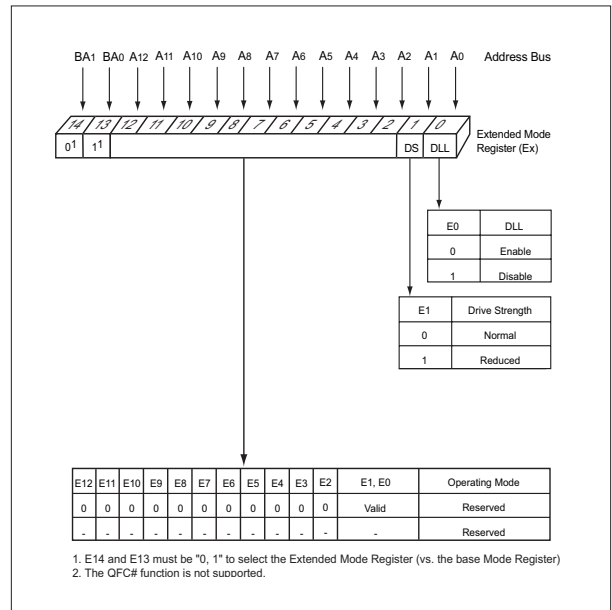 BA1 BA0 A12 A11 A10 A9 A8 A7 A6 A5 A4 A3 A2 A1 A0 Address Bus
14 13 12 11 10 9 8 7 6 5 4 3 2 1 0
Extended Mode
Register (Ex)
0¹ 1¹ DS DLL
E0 DLL
0 Enable
1 Disable
E1 Drive Strength
0 Normal
1 Reduced
E12 E11 E10 E9 E8 E7 E6 E5 E4 E3 E2 E1, E0 Operating Mode
0 0 0 0 0 0 0 0 0 0 0 Valid Reserved
- - - - - - - - - - - - Reserved
1. E14 and E13 must be "0, 1" to select the Extended Mode Register (vs. the base Mode Register)
2. The QFC# function is not supported.